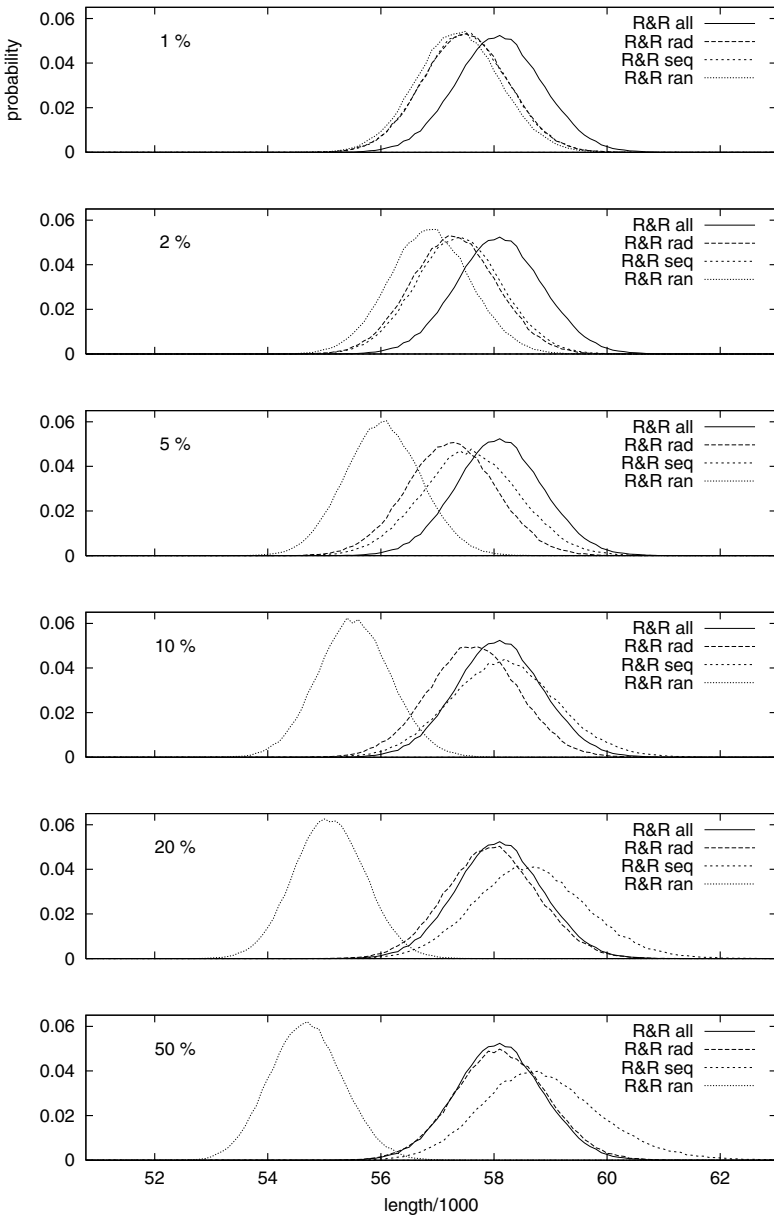 probability
0.06
0.04
0.02
0
1 %
R&R all
R&R rad
R&R seq
R&R ran
0.06
0.04
0.02
0
2 %
R&R all
R&R rad
R&R seq
R&R ran
0.06
0.04
0.02
0
5 %
R&R all
R&R rad
R&R seq
R&R ran
0.06
0.04
0.02
0
10 %
R&R all
R&R rad
R&R seq
R&R ran
0.06
0.04
0.02
0
20 %
R&R all
R&R rad
R&R seq
R&R ran
0.06
0.04
0.02
0
50 %
R&R all
R&R rad
R&R seq
R&R ran
52 54 56 58 60 62
length/1000